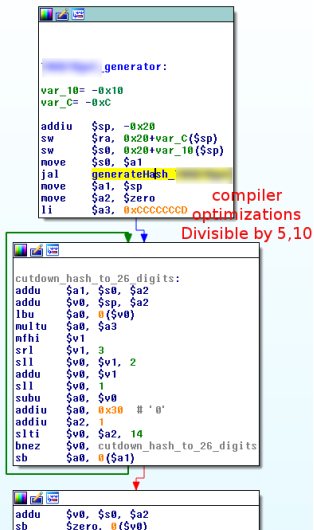 _generator:
var_10= -0x10
var_C= -0xC
addiu $sp, -0x20
sw $ra, 0x20+var_C($sp)
sw $s0, 0x20+var_10($sp)
move $s0, $a1
jal generateHash_
move $a1, $sp
move $a2, $zero
li $a3, 0xCCCCCCCD
compiler
optimizations
Divisible by 5,10
cutdown_hash_to_26_digits:
addu $a1, $s0, $a2
addu $v0, $sp, $a2
lbu $a0, 0($v0)
multu $a0, $a3
mfhi $v1
srl $v1, 3
sll $v0, $v1, 2
addu $v0, $v1
sll $v0, 1
subu $a0, $v0
addiu $a0, 0x30 # '0'
addiu $a2, 1
slti $v0, $a2, 14
bnez $v0, cutdown_hash_to_26_digits
sb $a0, 0($a1)
addu $v0, $s0, $a2
sb $zero, 0($v0)